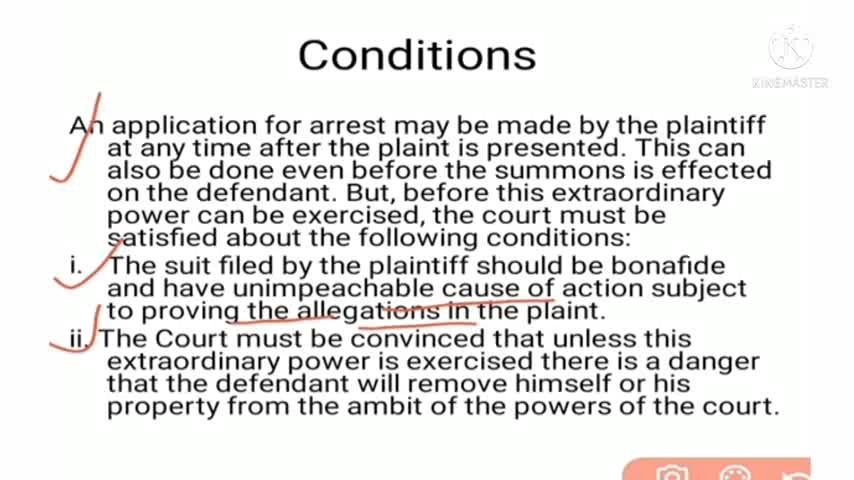 Conditions
KINEMASTER
An application for arrest may be made by the plaintiff
at any time after the plaint is presented. This can
also be done even before the summons is effected
on the defendant. But, before this extraordinary
power can be exercised, the court must be
satisfied about the following conditions:
i. The suit filed by the plaintiff should be bonafide
and have unimpeachable cause of action subject
to proving the allegations in the plaint.
ii. The Court must be convinced that unless this
extraordinary power is exercised there is a danger
that the defendant will remove himself or his
property from the ambit of the powers of the court.